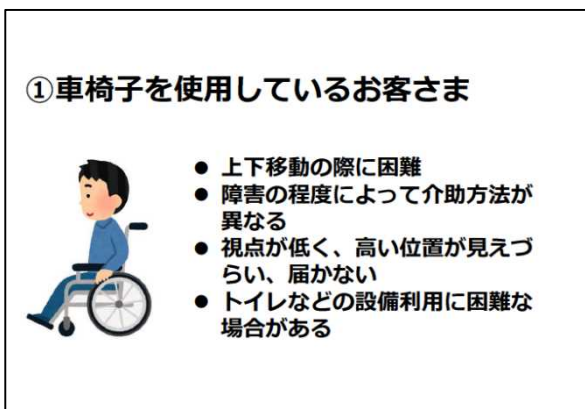 ①車椅子を使用しているお客さま
● 上下移動の際に困難
● 障害の程度によって介助方法が
異なる
● 視点が低く、高い位置が見えづ
らい、届かない
● トイレなどの設備利用に困難な
場合がある